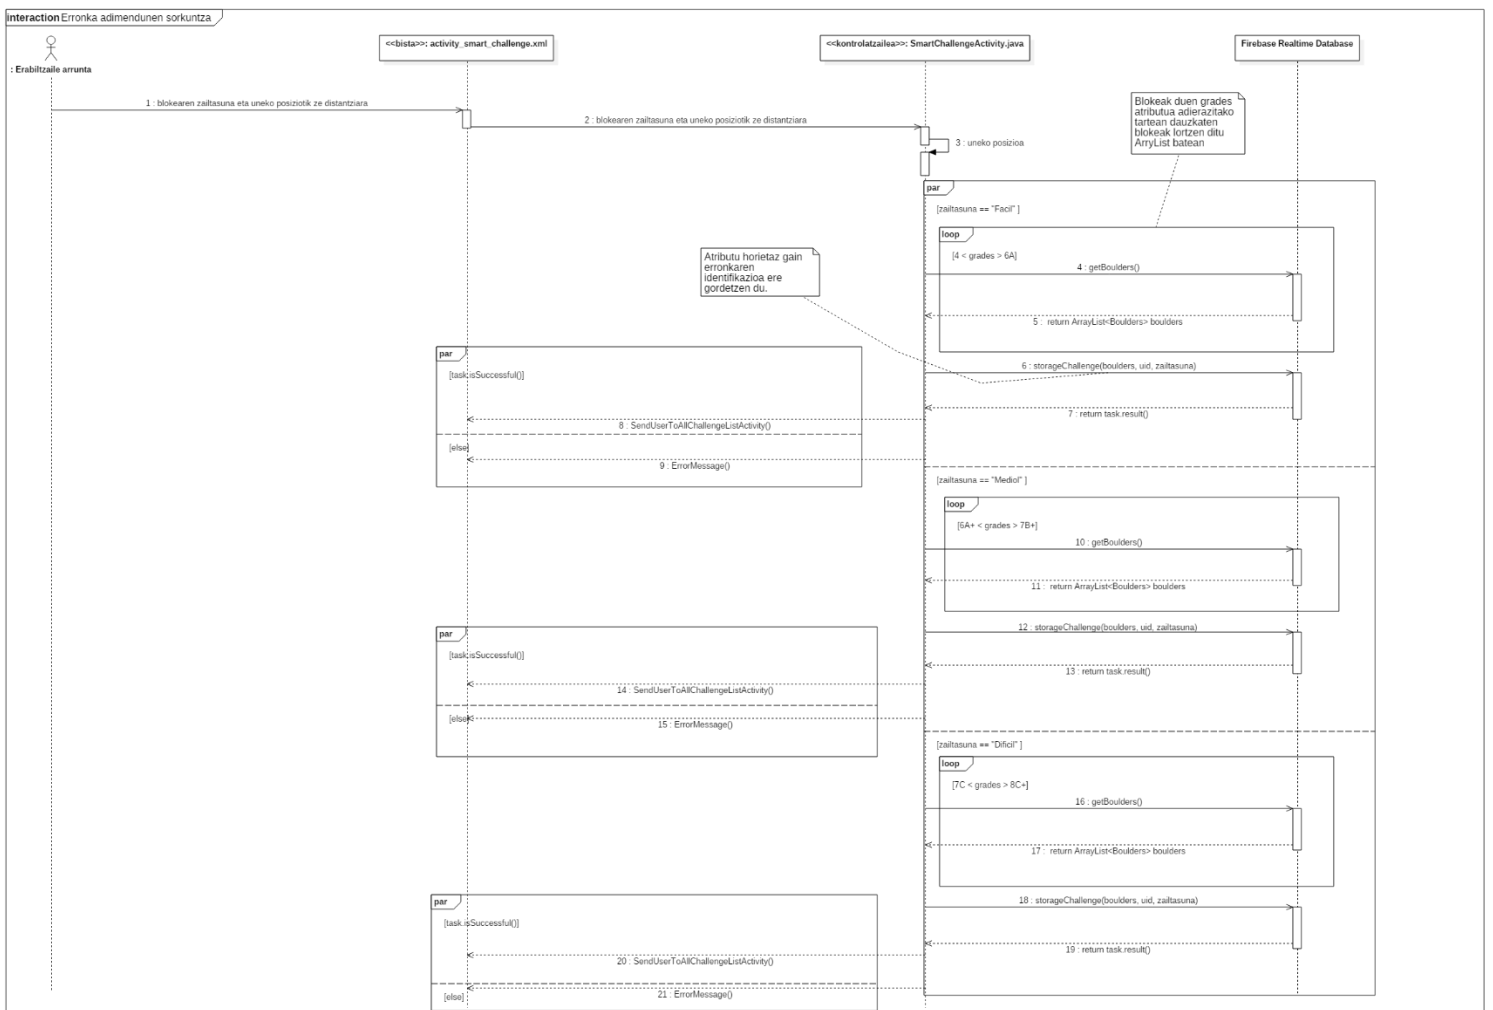 interaction Erronka adimendunen sorkuntza
: Erabiltzaile arrunta
<<bista>>: activity_smart_challenge.xml
<<kontrolatzailea>>: SmartChallengeActivity.java
Firebase Realtime Database
1 : blokearen zailtasuna eta uneko posiziotik ze distantziara
2 : blokearen zailtasuna eta uneko posiziotik ze distantziara
3 : uneko posizioa
Blokeak duen grades
atributua adierazitako
tartean dauzkaten
blokeak lortzen ditu
ArryList batean
par
[zailtasuna == "Facil" ]
loop
[4 < grades > 6A]
4 : getBoulders()
5 : return ArrayList<Boulders> boulders
Atributu horietaz gain
erronkaren
identifikazioa ere
gordetzen du.
6 : storageChallenge(boulders, uid, zailtasuna)
7 : return task.result()
par
[task.isSuccessful()]
8 : SendUserToAllChallengeListActivity()
[else]
9 : ErrorMessage()
[zailtasuna == "Mediol" ]
loop
[6A+ < grades > 7B+]
10 : getBoulders()
11 : return ArrayList<Boulders> boulders
12 : storageChallenge(boulders, uid, zailtasuna)
13 : return task.result()
par
[task.isSuccessful()]
14 : SendUserToAllChallengeListActivity()
[else]
15 : ErrorMessage()
[zailtasuna == "Dificil" ]
loop
[7C < grades > 8C+]
16 : getBoulders()
17 : return ArrayList<Boulders> boulders
18 : storageChallenge(boulders, uid, zailtasuna)
19 : return task.result()
par
[task.isSuccessful()]
20 : SendUserToAllChallengeListActivity()
[else]
21 : ErrorMessage()